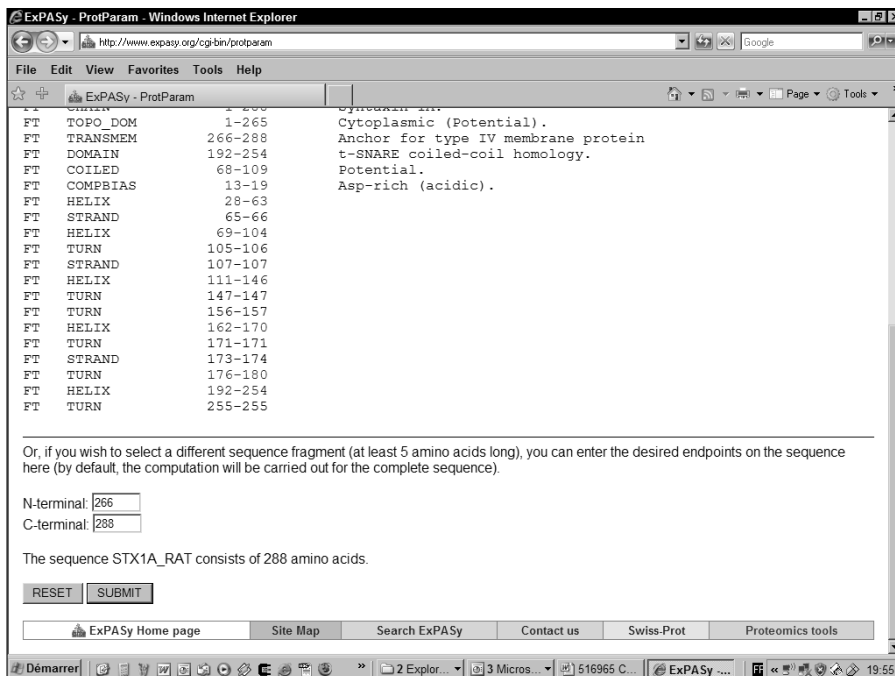 ExPASy - ProtParam - Windows Internet Explorer
http://www.expasy.org/cgi-bin/protparam
Google
File Edit View Favorites Tools Help
ExPASy - ProtParam
Page
Tools
FT TOPO_DOM 1-265 Cytoplasmic (Potential).
FT TRANSMEM 266-288 Anchor for type IV membrane protein
FT DOMAIN 192-254 t-SNARE coiled-coil homology.
FT COILED 68-109 Potential.
FT COMPBIAS 13-19 Asp-rich (acidic).
FT HELIX 28-63
FT STRAND 65-66
FT HELIX 69-104
FT TURN 105-106
FT STRAND 107-107
FT HELIX 111-146
FT TURN 147-147
FT TURN 156-157
FT HELIX 162-170
FT TURN 171-171
FT STRAND 173-174
FT TURN 176-180
FT HELIX 192-254
FT TURN 255-255
Or, if you wish to select a different sequence fragment (at least 5 amino acids long), you can enter the desired endpoints on the sequence
here (by default, the computation will be carried out for the complete sequence).
N-terminal: 266
C-terminal: 288
The sequence STX1A_RAT consists of 288 amino acids.
RESET SUBMIT
ExPASy Home page Site Map Search ExPASy Contact us Swiss-Prot Proteomics tools
Démarrer » 2 Explor... 3 Micros... 516965 C... ExPASy -... FF « 19:55